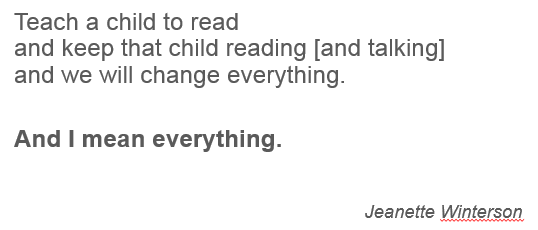 Teach a child to read
and keep that child reading [and talking]
and we will change everything.
And I mean everything.
Jeanette Winterson